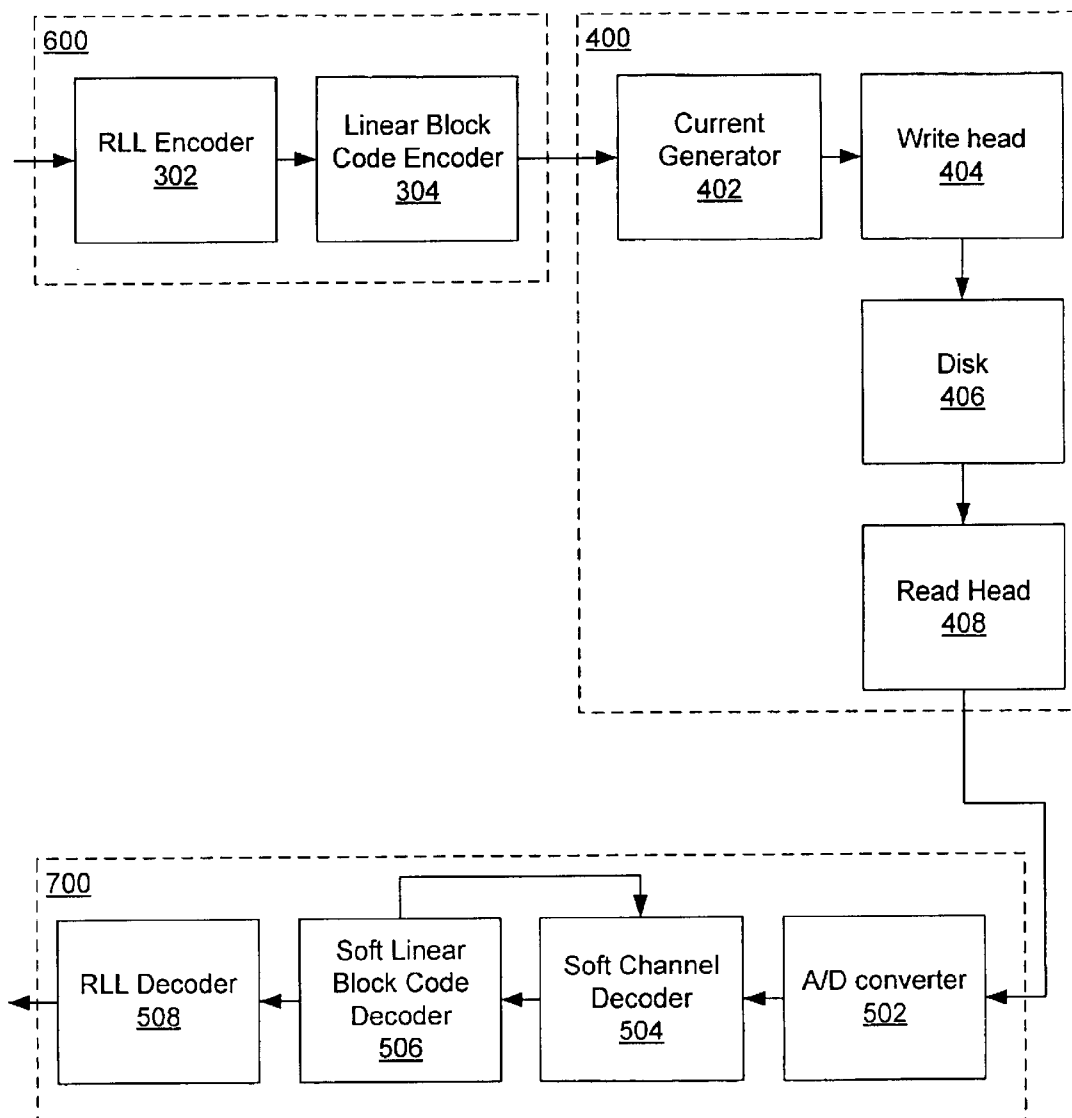 600
RLL Encoder
302
Linear Block
Code Encoder
304
400
Current
Generator
402
Write head
404
Disk
406
Read Head
408
700
RLL Decoder
508
Soft Linear
Block Code
Decoder
506
Soft Channel
Decoder
504
A/D converter
502